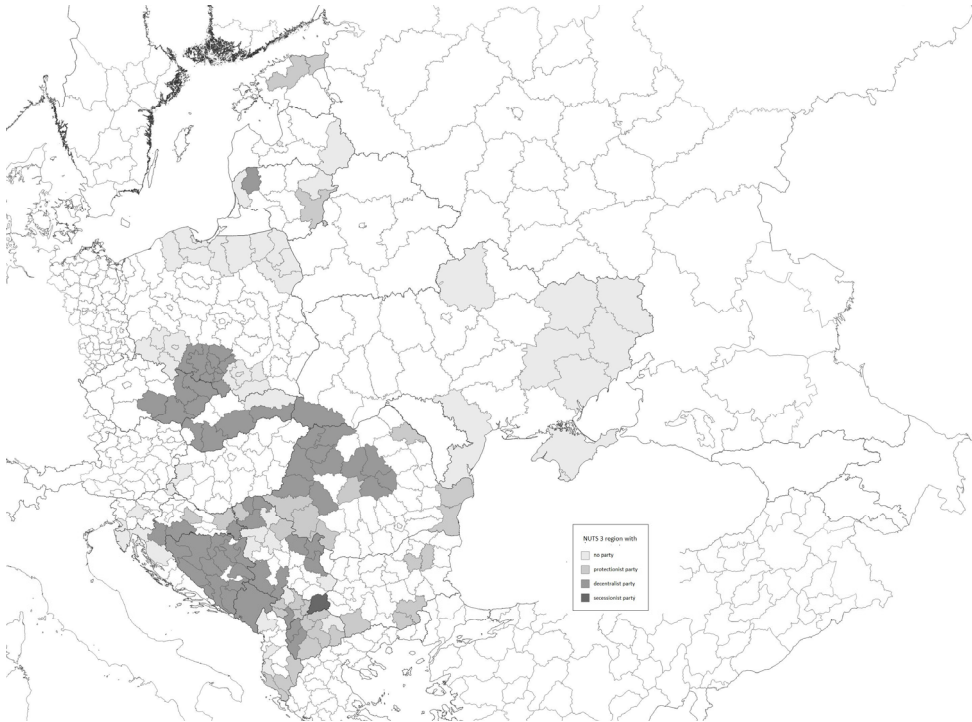 NUTS 3 region with
no party
protectionist party
decentralist party
secessionist party